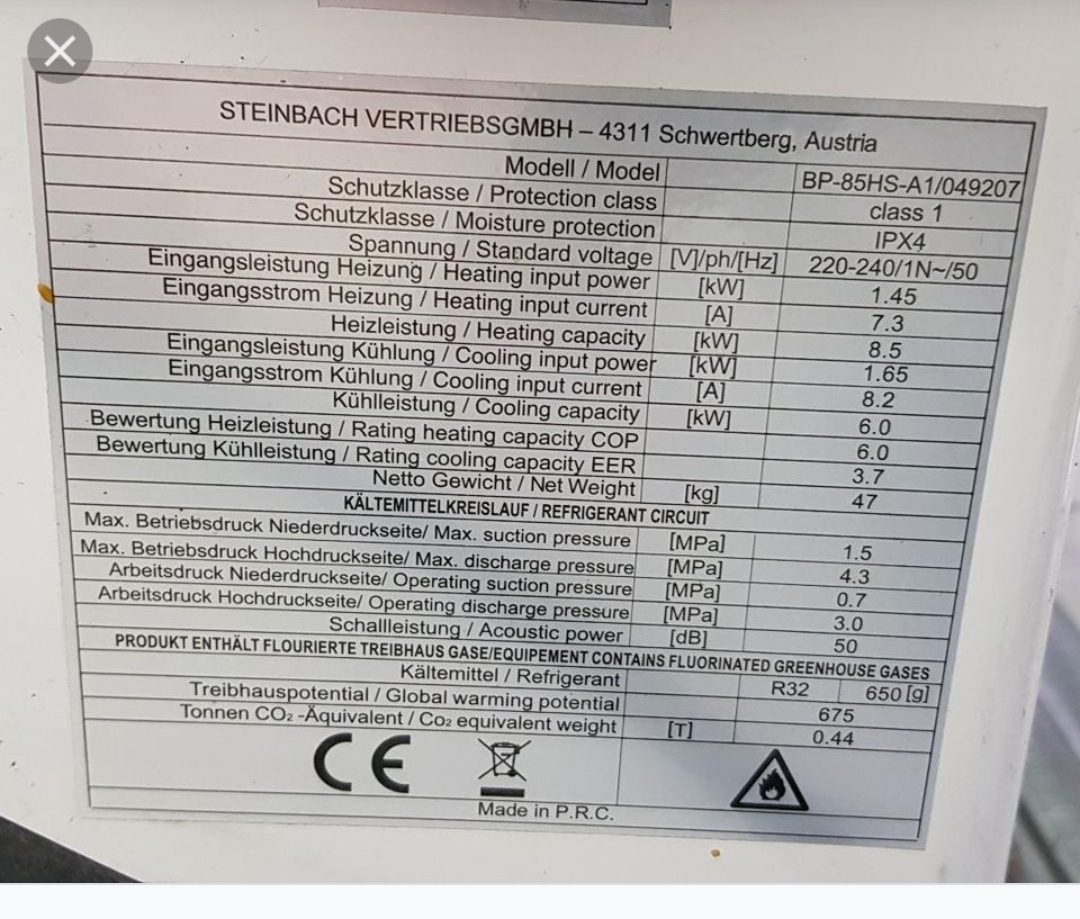 STEINBACH VERTRIEBSGMBH – 4311 Schwertberg, Austria
Modell / Model BP-85HS-A1/049207
Schutzklasse / Protection class class 1
Schutzklasse / Moisture protection IPX4
Spannung / Standard voltage [V]/ph/[Hz] 220-240/1N~/50
Eingangsleistung Heizung / Heating input power [kW] 1.45
Eingangsstrom Heizung / Heating input current [A] 7.3
Heizleistung / Heating capacity [kW] 8.5
Eingangsleistung Kühlung / Cooling input power [kW] 1.65
Eingangsstrom Kühlung / Cooling input current [A] 8.2
Kühlleistung / Cooling capacity [kW] 6.0
Bewertung Heizleistung / Rating heating capacity COP 6.0
Bewertung Kühlleistung / Rating cooling capacity EER 3.7
Netto Gewicht / Net Weight [kg] 47
KÄLTEMITTELKREISLAUF / REFRIGERANT CIRCUIT
Max. Betriebsdruck Niederdruckseite/ Max. suction pressure [MPa] 1.5
Max. Betriebsdruck Hochdruckseite/ Max. discharge pressure [MPa] 4.3
Arbeitsdruck Niederdruckseite/ Operating suction pressure [MPa] 0.7
Arbeitsdruck Hochdruckseite/ Operating discharge pressure [MPa] 3.0
Schallleistung / Acoustic power [dB] 50
PRODUKT ENTHÄLT FLOURIERTE TREIBHAUS GASE/EQUIPEMENT CONTAINS FLUORINATED GREENHOUSE GASES
Kältemittel / Refrigerant R32 650 [g]
Treibhauspotential / Global warming potential 675
Tonnen CO₂ -Äquivalent / Co₂ equivalent weight [T] 0.44
CE
Made in P.R.C.